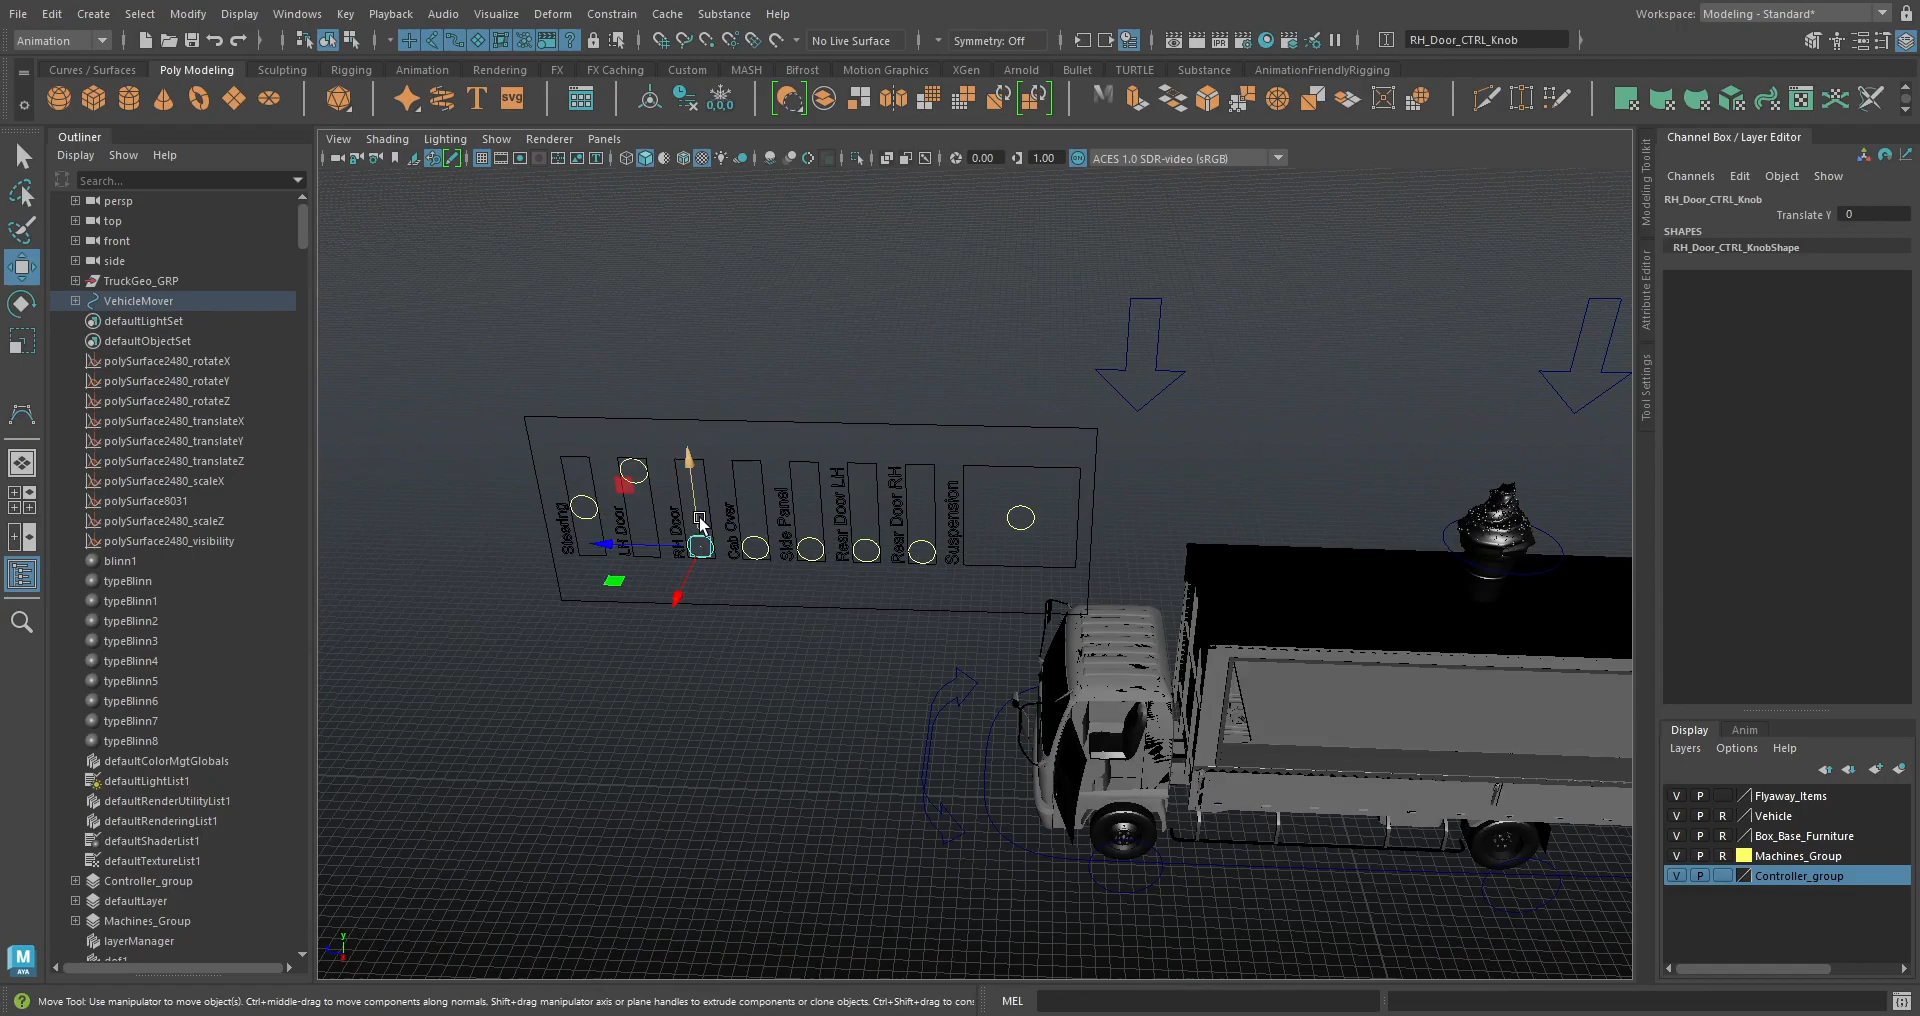 File Edit Create Select Modify Display Windows Key Playback Audio Visualize Deform Constrain Cache Substance Help
Workspace: Modeling - Standard*
Animation
No Live Surface
Symmetry: Off
RH_Door_CTRL_Knob
Curves / Surfaces Poly Modeling Sculpting Rigging Animation Rendering FX FX Caching Custom MASH Bifrost Motion Graphics XGen Arnold Bullet TURTLE Substance AnimationFriendlyRigging
Outliner
Display Show Help
Search...
persp
top
front
side
TruckGeo_GRP
VehicleMover
defaultLightSet
defaultObjectSet
polySurface2480_rotateX
polySurface2480_rotateY
polySurface2480_rotateZ
polySurface2480_translateX
polySurface2480_translateY
polySurface2480_translateZ
polySurface2480_scaleX
polySurface8031
polySurface2480_scaleZ
polySurface2480_visibility
blinn1
typeBlinn
typeBlinn1
typeBlinn2
typeBlinn3
typeBlinn4
typeBlinn5
typeBlinn6
typeBlinn7
typeBlinn8
defaultColorMgtGlobals
defaultLightList1
defaultRenderUtilityList1
defaultRenderingList1
defaultShaderList1
defaultTextureList1
Controller_group
defaultLayer
Machines_Group
layerManager
View Shading Lighting Show Renderer Panels
0.00
1.00
ACES 1.0 SDR-video (sRGB)
Steering
LH Door
RH Door
Cab Over
Side Panel
Rear Door LH
Rear Door RH
Suspension
Modeling Toolkit
Attribute Editor
Tool Settings
Channel Box / Layer Editor
Channels Edit Object Show
RH_Door_CTRL_Knob
Translate Y 0
SHAPES
RH_Door_CTRL_KnobShape
Display Anim
Layers Options Help
V P Flyaway_Items
V P R Vehicle
V P R Box_Base_Furniture
V P R Machines_Group
V P Controller_group
Move Tool: Use manipulator to move object(s). Ctrl+middle-drag to move components along normals. Shift+drag manipulator axis or plane handles to extrude components or clone objects. Ctrl+Shift+drag to con
MEL